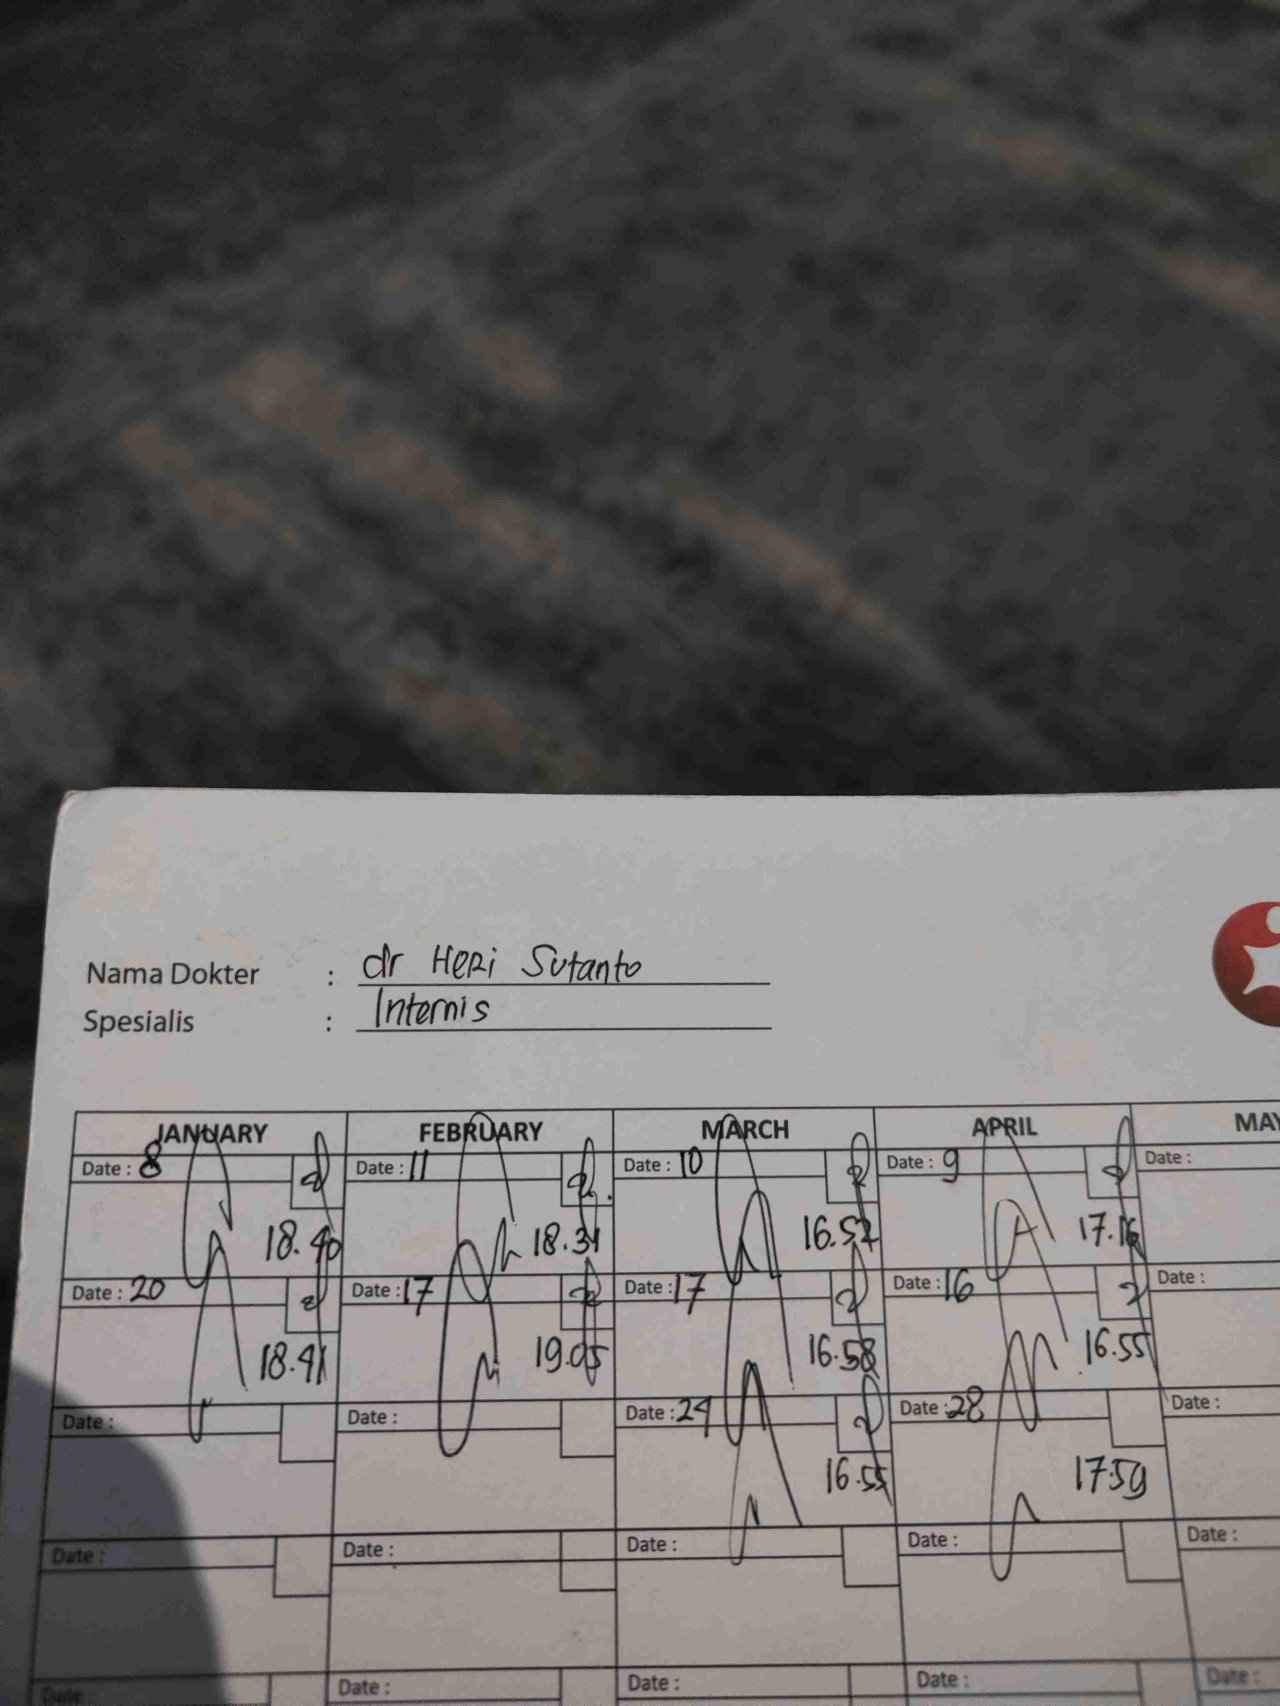 Nama Dokter : dr HERi Sutanto
Spesialis : Internis
JANUARY FEBRUARY MARCH APRIL MAY
Date : 8 Date : 11 Date : 10 Date : 9 Date :
18.40 18.31 16.52 17.16
Date : 20 Date : 17 Date : 17 Date : 16 Date :
18.41 19.05 16.58 16.55
Date : Date : Date : 24 Date : 28 Date :
16.55 17.59
Date : Date : Date : Date : Date :
Date : Date : Date : Date : Date :